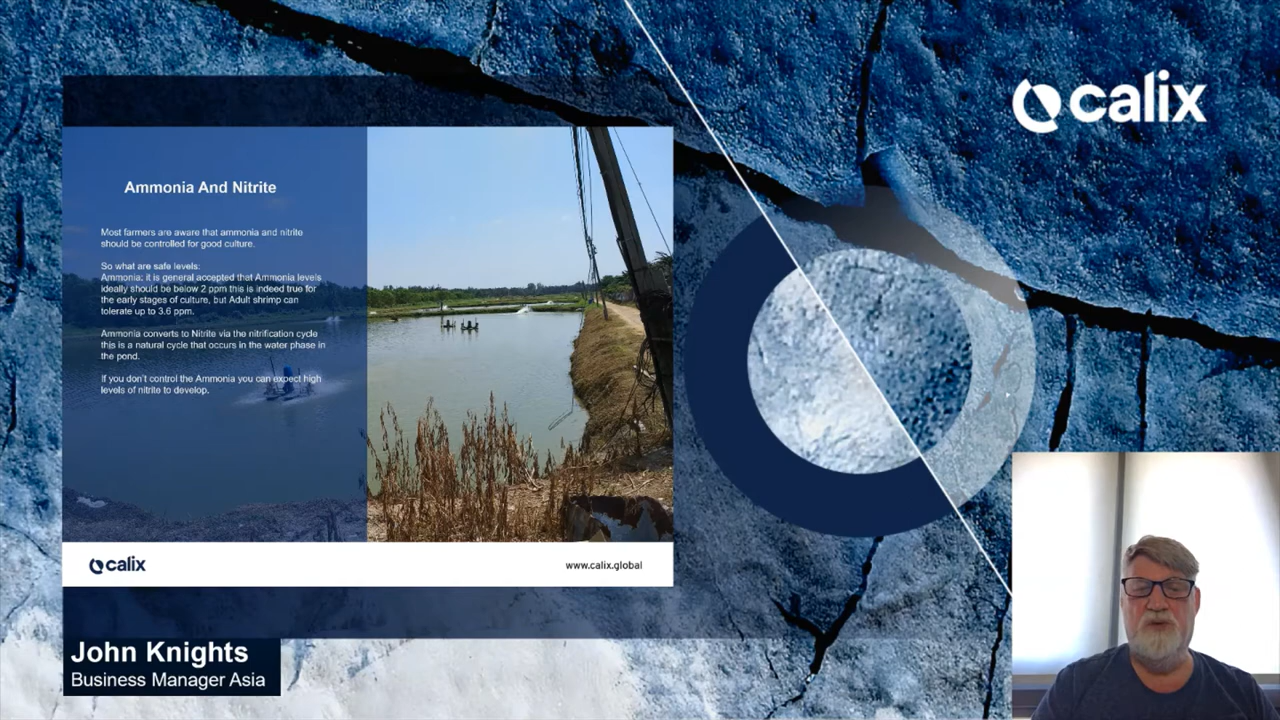 calix
Ammonia And Nitrite
Most farmers are aware that ammonia and nitrite
should be controlled for good culture.
So what are safe levels:
Ammonia: it is general accepted that Ammonia levels
ideally should be below 2 ppm this is indeed true for
the early stages of culture, but Adult shrimp can
tolerate up to 3.6 ppm.
Ammonia converts to Nitrite via the nitrification cycle
this is a natural cycle that occurs in the water phase in
the pond.
If you don't control the Ammonia you can expect high
levels of nitrite to develop.
calix
www.calix.global
John Knights
Business Manager Asia